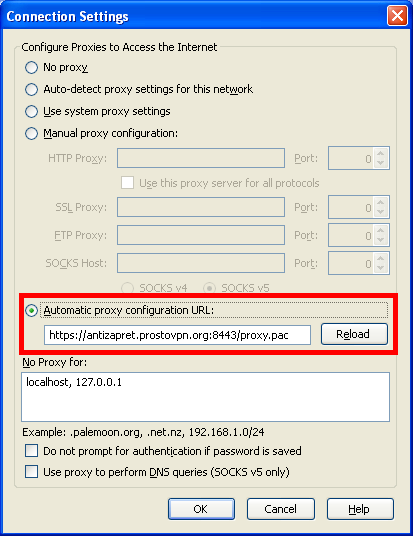 Connection Settings
Configure Proxies to Access the Internet
No proxy
Auto-detect proxy settings for this network
Use system proxy settings
Manual proxy configuration:
HTTP Proxy: Port: 0
Use this proxy server for all protocols
SSL Proxy: Port: 0
FTP Proxy: Port: 0
SOCKS Host: Port: 0
SOCKS v4 SOCKS v5
Automatic proxy configuration URL:
https://antizapret.prostovpn.org:8443/proxy.pac Reload
No Proxy for:
localhost, 127.0.0.1
Example: .palemoon.org, .net.nz, 192.168.1.0/24
Do not prompt for authentication if password is saved
Use proxy to perform DNS queries (SOCKS v5 only)
OK Cancel Help